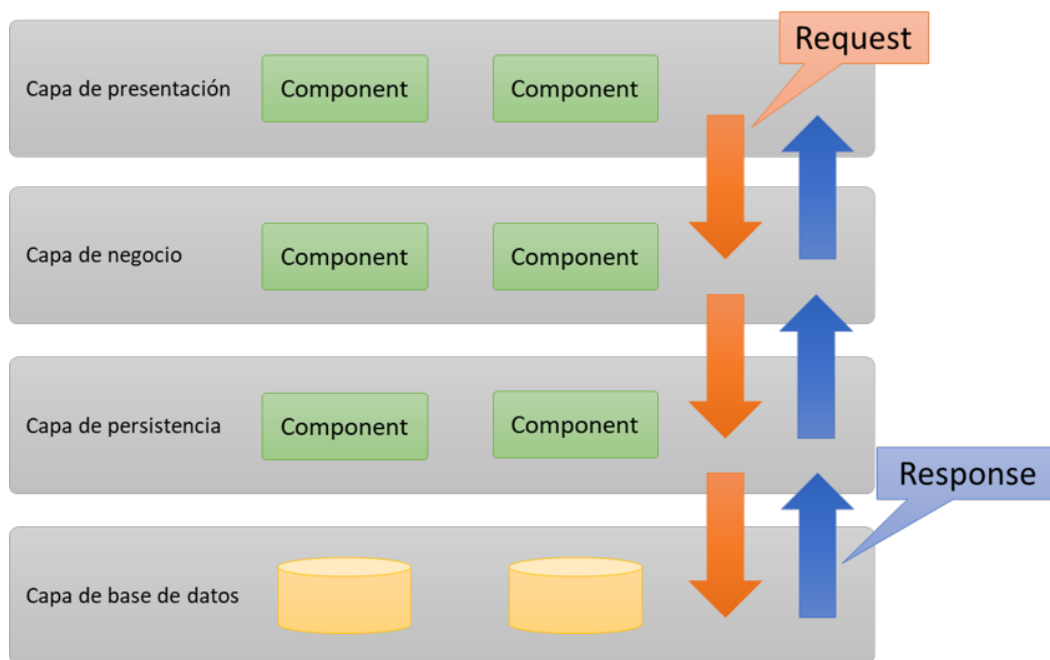 Request
Capa de presentación
Component
Component
Capa de negocio
Component
Component
Capa de persistencia
Component
Component
Response
Capa de base de datos